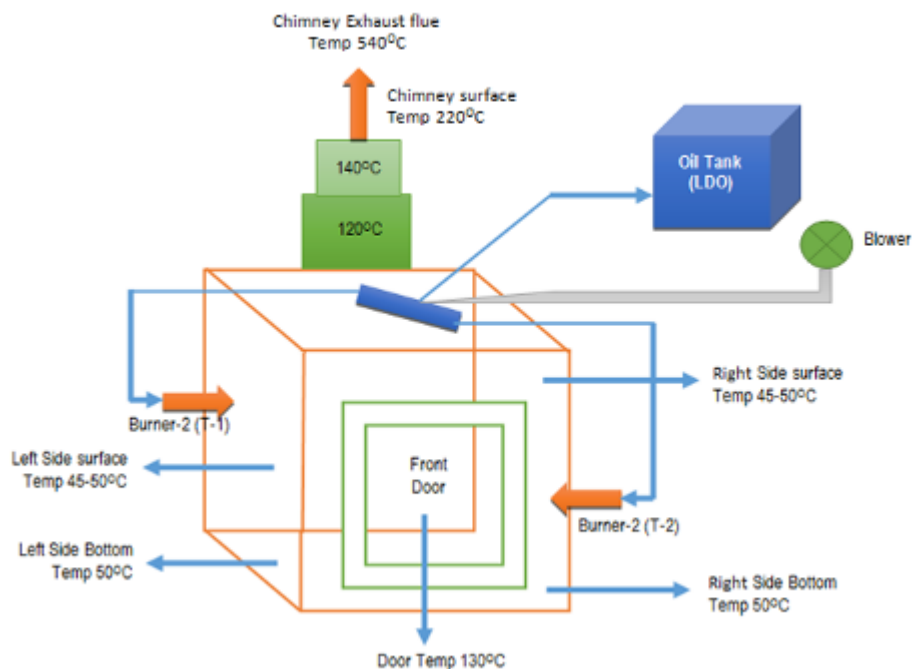 Chimney Exhaust flue
Temp 540⁰C
Chimney surface
Temp 220⁰C
140⁰C
120⁰C
Oil Tank
(LDO)
Blower
Burner-2 (T-1)
Right Side surface
Temp 45-50⁰C
Left Side surface
Temp 45-50⁰C
Front
Door
Burner-2 (T-2)
Left Side Bottom
Temp 50⁰C
Right Side Bottom
Temp 50⁰C
Door Temp 130⁰C